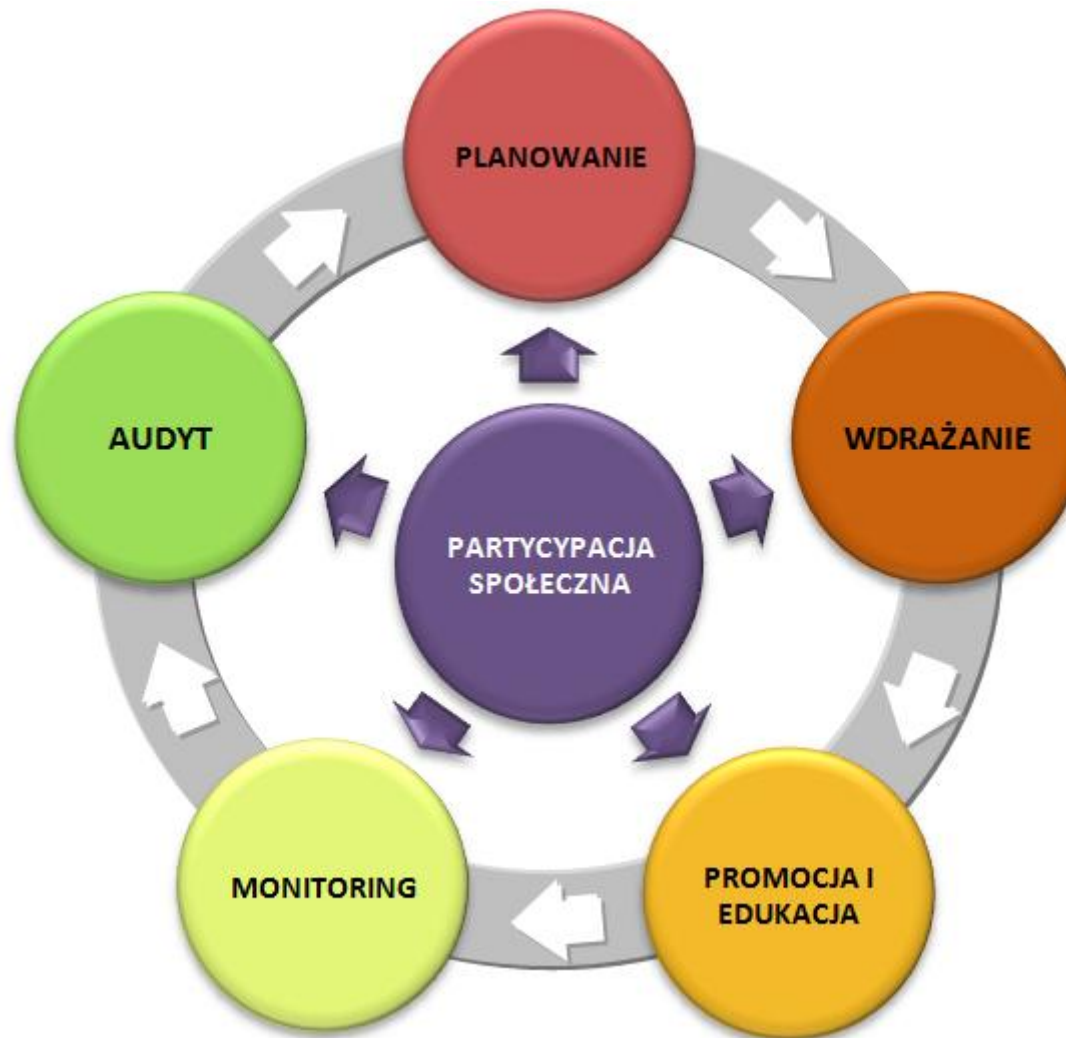 PLANOWANIE
WDRAŻANIE
PROMOCJA I
EDUKACJA
MONITORING
AUDYT
PARTYCYPACJA
SPOŁECZNA